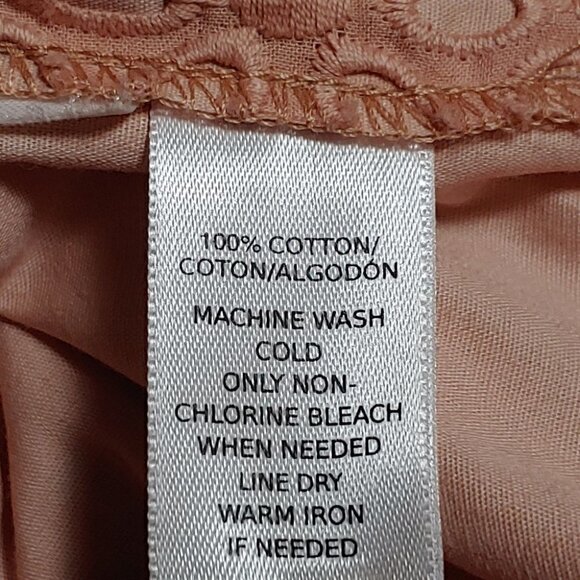 100% COTTON/
COTON/ALGODÓN
MACHINE WASH
COLD
ONLY NON-
CHLORINE BLEACH
WHEN NEEDED
LINE DRY
WARM IRON
IF NEEDED